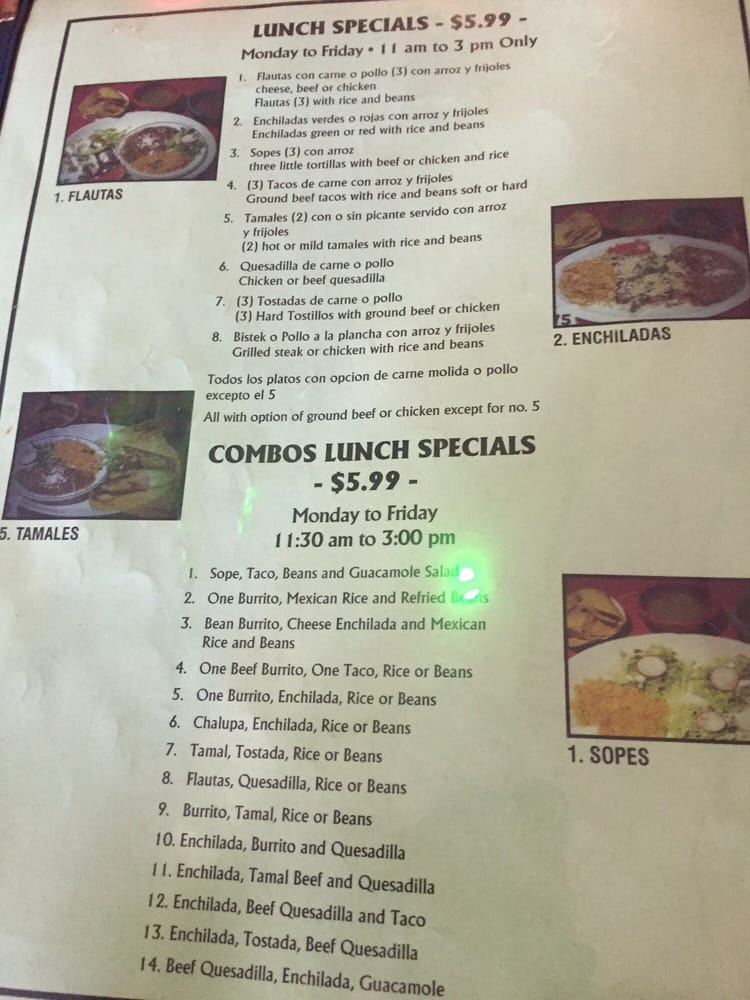 LUNCH SPECIALS - $5.99 -
Monday to Friday • 11 am to 3 pm Only
1. Flautas con carne o pollo (3) con arroz y frijoles
cheese, beef or chicken
Flautas (3) with rice and beans
2. Enchiladas verdes o rojas con arroz y frijoles
Enchiladas green or red with rice and beans
3. Sopes (3) con arroz
three little tortillas with beef or chicken and rice
4. (3) Tacos de carne con arroz y frijoles
Ground beef tacos with rice and beans soft or hard
5. Tamales (2) con o sin picante servido con arroz
y frijoles
(2) hot or mild tamales with rice and beans
6. Quesadilla de carne o pollo
Chicken or beef quesadilla
7. (3) Tostadas de carne o pollo
(3) Hard Tostillos with ground beef or chicken
8. Bistek o Pollo a la plancha con arroz y frijoles
Grilled steak or chicken with rice and beans
Todos los platos con opcion de carne molida o pollo
excepto el 5
All with option of ground beef or chicken except for no. 5
1. FLAUTAS
2. ENCHILADAS
5. TAMALES
COMBOS LUNCH SPECIALS
- $5.99 -
Monday to Friday
11:30 am to 3:00 pm
1. Sope, Taco, Beans and Guacamole Salad
2. One Burrito, Mexican Rice and Refried Beans
3. Bean Burrito, Cheese Enchilada and Mexican
Rice and Beans
4. One Beef Burrito, One Taco, Rice or Beans
5. One Burrito, Enchilada, Rice or Beans
6. Chalupa, Enchilada, Rice or Beans
7. Tamal, Tostada, Rice or Beans
8. Flautas, Quesadilla, Rice or Beans
9. Burrito, Tamal, Rice or Beans
10. Enchilada, Burrito and Quesadilla
11. Enchilada, Tamal Beef and Quesadilla
12. Enchilada, Beef Quesadilla and Taco
13. Enchilada, Tostada, Beef Quesadilla
14. Beef Quesadilla, Enchilada, Guacamole
1. SOPES